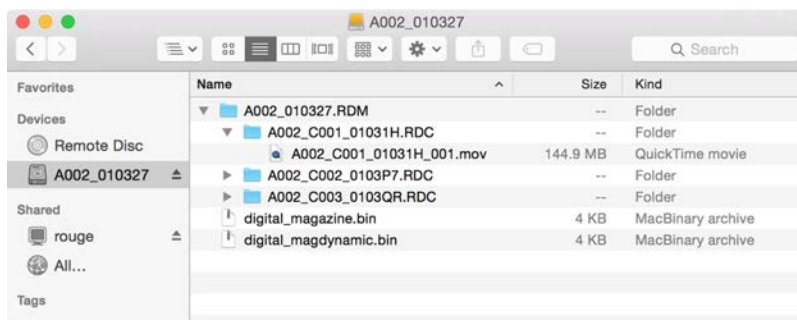 A002_010327
Search
Favorites
Devices
Remote Disc
A002_010327
Shared
rouge
All...
Tags
Name Size Kind
A002_010327.RDM -- Folder
A002_C001_01031H.RDC -- Folder
A002_C001_01031H_001.mov 144.9 MB QuickTime movie
A002_C002_0103P7.RDC -- Folder
A002_C003_0103QR.RDC -- Folder
digital_magazine.bin 4 KB MacBinary archive
digital_magdynamic.bin 4 KB MacBinary archive